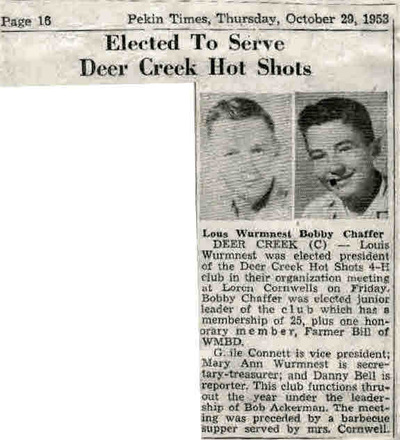 Page 16 Pekin Times, Thursday, October 29, 1953
Elected To Serve
Deer Creek Hot Shots
Lous Wurmnest Bobby Chaffer
DEER CREEK (C) — Louis
Wurmnest was elected president
of the Deer Creek Hot Shots 4-H
club in their organization meeting
at Loren Cornwells on Friday.
Bobby Chaffer was elected junior
leader of the club which has a
membership of 25, plus one hon-
orary member, Farmer Bill of
WMBD.
Connett is vice president;
Mary Ann Wurmnest is secre-
tary-treasurer; and Danny Bell is
reporter. This club functions thru-
out the year under the leader-
ship of Bob Ackerman. The meet-
ing was preceded by a barbecue
supper served by mrs. Cornwell.